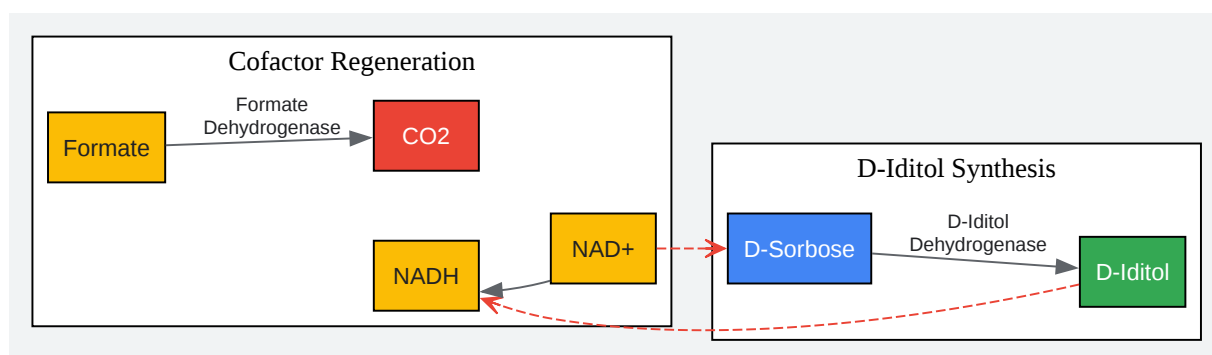 Cofactor Regeneration
Formate
Formate
Dehydrogenase
CO2
NADH
NAD+
D-Iditol Synthesis
D-Sorbose
D-Iditol
Dehydrogenase
D-Iditol